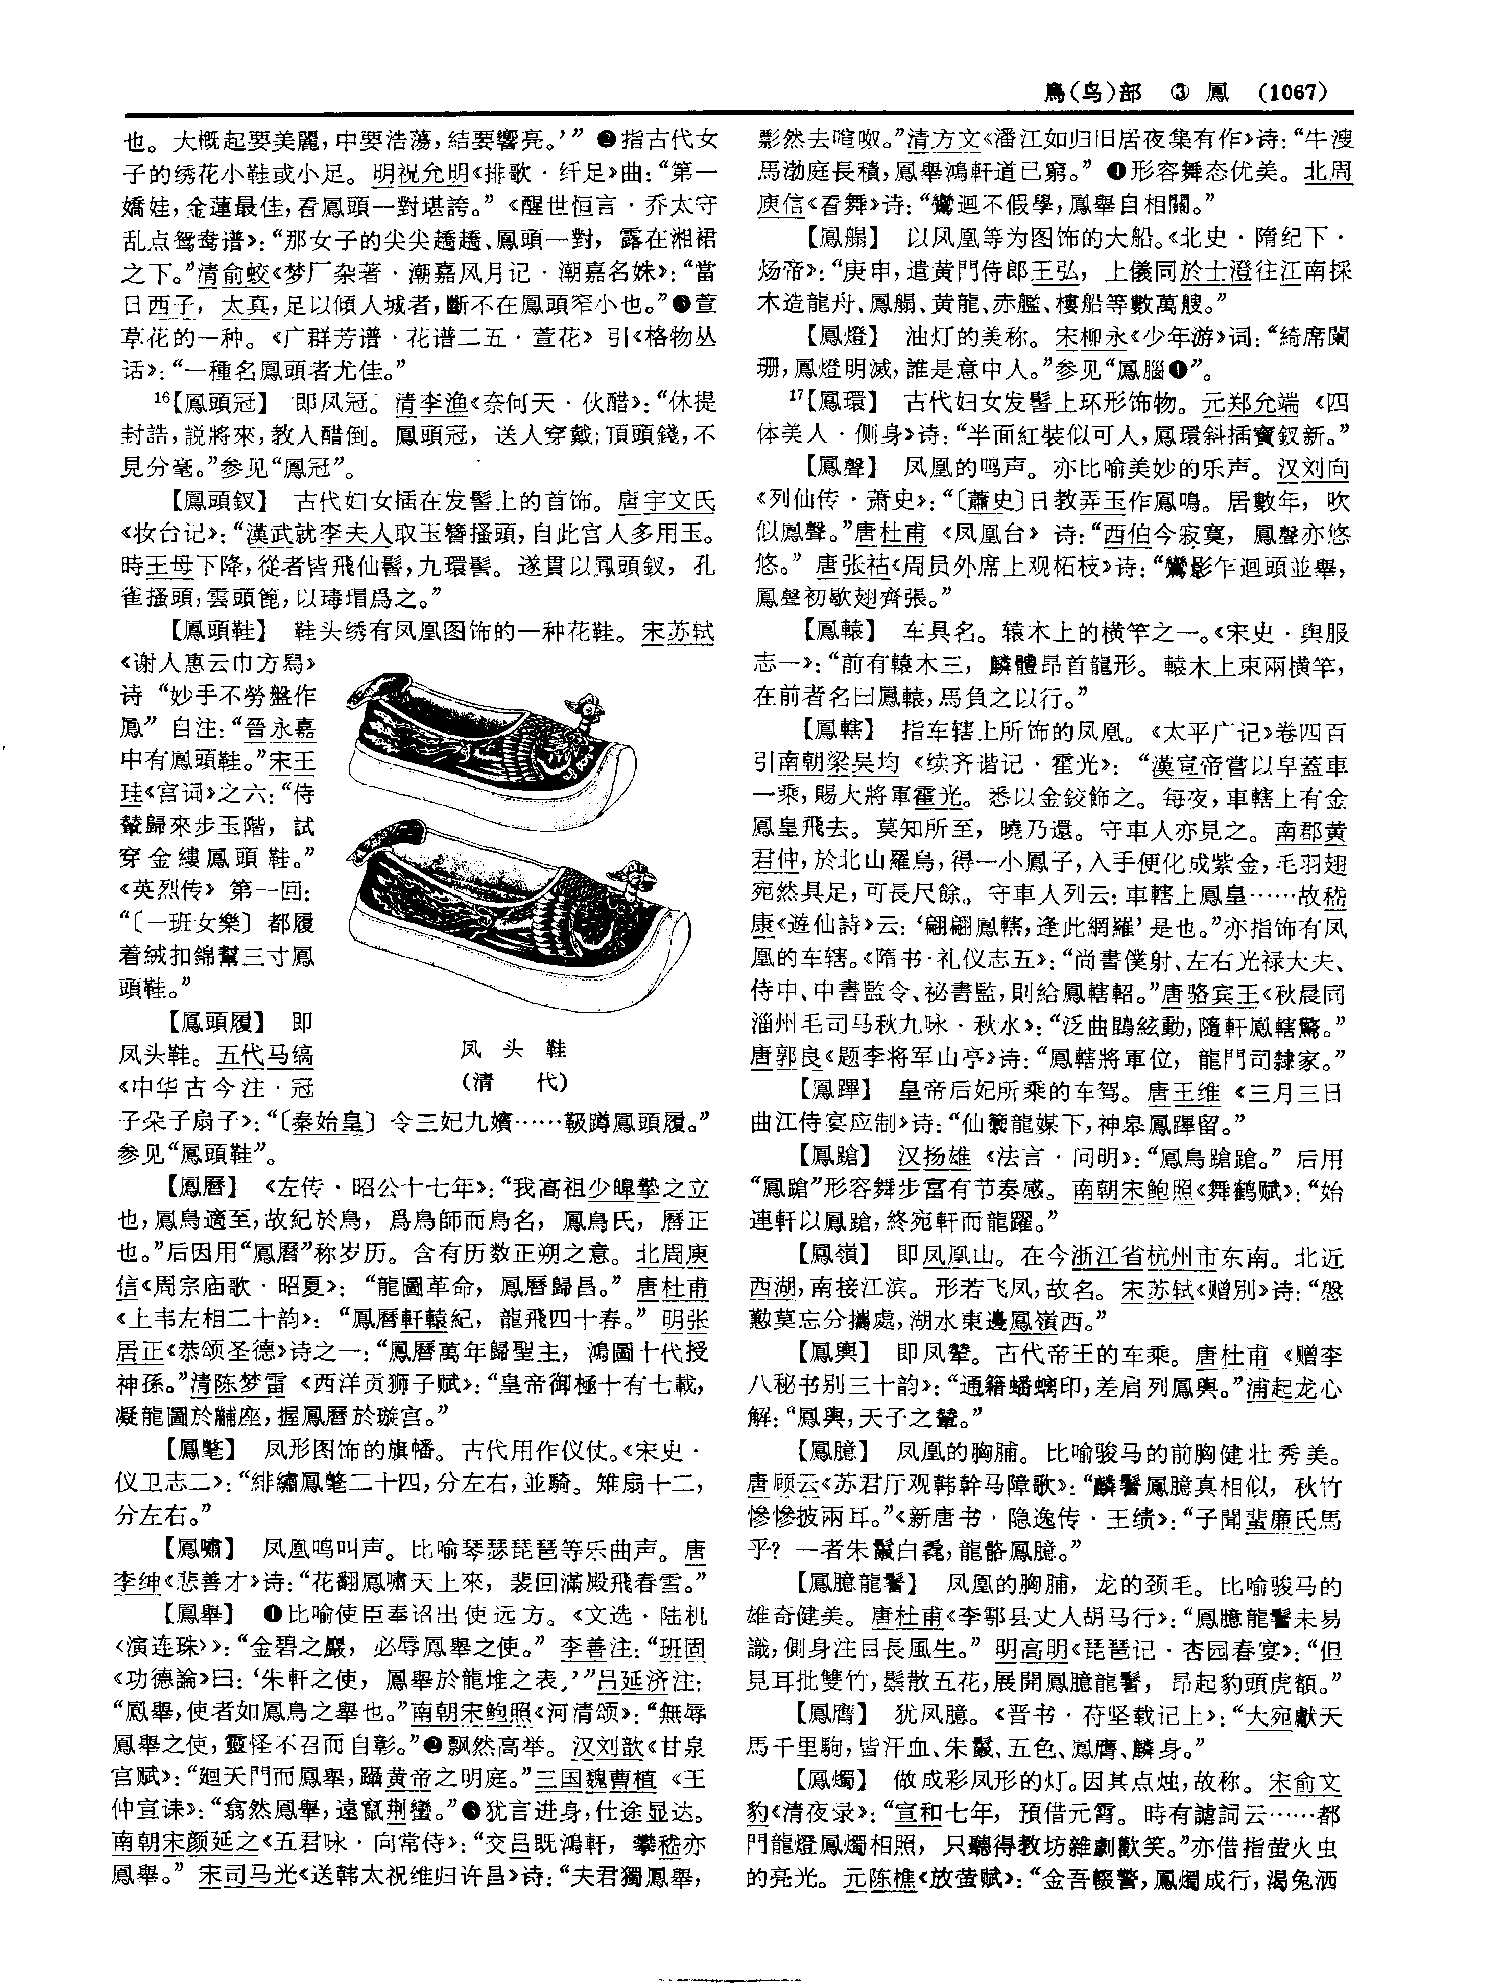 鳥(鸟)部 ③ 鳳 (1067)
也。大概起要美麗，中要浩蕩，結要響亮。’” ❷指古代女
子的绣花小鞋或小足。明祝允明《排歌·纤足》曲：“第一
嬌娃，金蓮最佳，看鳳頭一對堪誇。”《醒世恒言·乔太守
乱点鸳鸯谱》：“那女子的尖尖趫趫、鳳頭一對，露在湘裙
之下。”清俞蛟《梦厂杂著·潮嘉风月记·潮嘉名姝》：“當
日西子，太真，足以傾人城者，斷不在鳳頭窄小也。”❸萱
草花的一种。《广群芳谱·花谱二五·萱花》引《格物丛
话》：“一種名鳳頭者尤佳。”
16【鳳頭冠】 即凤冠。清李渔《奈何天·伙醋》：“休提
封誥，説將來，教人醋倒。鳳頭冠，送人穿戴；頂頭錢，不
見分毫。”参见“鳳冠”。
【鳳頭釵】 古代妇女插在发髻上的首饰。唐宇文氏
《妆台记》：“漢武就李夫人取玉簪搔頭，自此宫人多用玉。
時王母下降，從者皆飛仙髻，九環髻。遂貫以鳳頭釵，孔
雀搔頭，雲頭篦，以瑇瑁爲之。”
【鳳頭鞋】 鞋头绣有凤凰图饰的一种花鞋。宋苏轼
《谢人惠云巾方舄》
诗“妙手不勞盤作
鳳”自注：“晉永嘉
中有鳳頭鞋。”宋王
珪《宫词》之六：“侍
輦歸來步玉階，試
穿金縷鳳頭鞋。”
《英烈传》第一回：
“〔一班女樂〕都履
着絨扣錦幫三寸鳳
頭鞋。”
【鳳頭履】 即
凤头鞋。五代马缟
《中华古今注·冠
凤 头 鞋
（清 代）
子朵子扇子》：“〔秦始皇〕令三妃九嬪……靸蹲鳳頭履。”
参见“鳳頭鞋”。
【鳳曆】 《左传·昭公十七年》：“我高祖少皞摯之立
也，鳳鳥適至，故紀於鳥，爲鳥師而鳥名，鳳鳥氏，曆正
也。”后因用“鳳曆”称岁历。含有历数正朔之意。北周庾
信《周宗庙歌·昭夏》：“龍圖革命，鳳曆歸昌。”唐杜甫
《上韦左相二十韵》：“鳳曆軒轅紀，龍飛四十春。”明张
居正《恭颂圣德》诗之一：“鳳曆萬年歸聖主，鴻圖十代授
神孫。”清陈梦雷《西洋贡狮子赋》：“皇帝御極十有七載，
凝龍圖於黼座，握鳳曆於璇宫。”
【鳳氅】 凤形图饰的旗幡。古代用作仪仗。《宋史·
仪卫志二》：“緋繡鳳氅二十四，分左右，並騎。雉扇十二，
分左右。”
【鳳嘯】 凤凰鸣叫声。比喻琴瑟琵琶等乐曲声。唐
李绅《悲善才》诗：“花翻鳳嘯天上來，裴回滿殿飛春雪。”
【鳳舉】 ❶比喻使臣奉诏出使远方。《文选·陆机
〈演连珠〉》：“金碧之巖，必辱鳳舉之使。”李善注：“班固
《功德論》曰：‘朱軒之使，鳳舉於龍堆之表。’”吕延济注：
“鳳舉，使者如鳳鳥之舉也。”南朝宋鲍照《河清颂》：“無辱
鳳舉之使，靈怪不召而自彰。”❷飘然高举。汉刘歆《甘泉
宫赋》：“廻天門而鳳舉，躡黄帝之明庭。”三国魏曹植《王
仲宣诔》：“翕然鳳舉，遠竄荆蠻。”❸犹言进身，仕途显达。
南朝宋颜延之《五君咏·向常侍》：“交吕既鴻軒，攀嵇亦
鳳舉。”宋司马光《送韩太祝维归许昌》诗：“夫君獨鳳舉，
影然去喧呶。”清方文《潘江如归旧居夜集有作》诗：“牛溲
馬渤庭長積，鳳舉鴻軒道已窮。” ❹形容舞态优美。北周
庾信《看舞》诗：“鸞迴不假學，鳳舉自相關。”
【鳳艒】 以凤凰等为图饰的大船。《北史·隋纪下·
炀帝》：“庚申，遣黄門侍郎王弘，上儀同於士澄往江南採
木造龍舟、鳳艒、黄龍、赤艦、樓船等數萬艘。”
【鳳燈】 油灯的美称。宋柳永《少年游》词：“綺席闌
珊，鳳燈明滅，誰是意中人。”参见“鳳腦❶”。
17【鳳環】 古代妇女发髻上环形饰物。元郑允端《四
体美人·侧身》诗：“半面紅裝似可人，鳳環斜插寶釵新。”
【鳳聲】 凤凰的鸣声。亦比喻美妙的乐声。汉刘向
《列仙传·萧史》：“〔蕭史〕日教弄玉作鳳鳴。居數年，吹
似鳳聲。”唐杜甫《凤凰台》诗：“西伯今寂寞，鳳聲亦悠
悠。”唐张祜《周员外席上观柘枝》诗：“鸞影乍迴頭並舉，
鳳聲初歇翅齊張。”
【鳳轅】 车具名。辕木上的横竿之一。《宋史·舆服
志一》：“前有轅木三，麟體昂首龍形。轅木上束兩横竿，
在前者名曰鳳轅，馬負之以行。”
【鳳轄】 指车辖上所饰的凤凰。《太平广记》卷四百
引南朝梁吴均《续齐谐记·霍光》：“漢宣帝嘗以皁蓋車
一乘，賜大將軍霍光。悉以金鉸飾之。每夜，車轄上有金
鳳皇飛去。莫知所至，曉乃還。守車人亦見之。南郡黄
君仲，於北山羅鳥，得一小鳳子，入手便化成紫金，毛羽翅
宛然具足，可長尺餘。守車人列云：車轄上鳳皇……故嵇
康《遊仙詩》云：‘翩翩鳳轄，逢此網羅’是也。”亦指饰有凤
凰的车辖。《隋书·礼仪志五》：“尚書僕射、左右光禄大夫、
侍中、中書監令、祕書監，則給鳳轄軺。”唐骆宾王《秋晨同
淄州毛司马秋九咏·秋水》：“泛曲鵾絃動，隨軒鳳轄驚。”
唐郭良《题李将军山亭》诗：“鳳轄將軍位，龍門司隸家。”
【鳳蹕】 皇帝后妃所乘的车驾。唐王维《三月三日
曲江侍宴应制》诗：“仙籞龍媒下，神皋鳳蹕留。”
【鳳蹌】 汉扬雄《法言·问明》：“鳳鳥蹌蹌。”后用
“鳳蹌”形容舞步富有节奏感。南朝宋鲍照《舞鹤赋》：“始
連軒以鳳蹌，終宛轉而龍躍。”
【鳳嶺】 即凤凰山。在今浙江省杭州市东南。北近
西湖，南接江滨。形若飞凤，故名。宋苏轼《赠别》诗：“慇
懃莫忘分攜處，湖水東邊鳳嶺西。”
【鳳輿】 即凤辇。古代帝王的车乘。唐杜甫《赠李
八秘书别三十韵》：“通籍蟠螭印，差肩列鳳輿。”浦起龙心
解：“鳳輿，天子之輦。”
【鳳臆】 凤凰的胸脯。比喻骏马的前胸健壮秀美。
唐顾云《苏君厅观韩幹马障歌》：“麟鬐鳳臆真相似，秋竹
慘慘披兩耳。”《新唐书·隐逸传·王绩》：“子聞蜚廉氏馬
乎？一者朱鬣白毳，龍骼鳳臆。”
【鳳臆龍鬐】 凤凰的胸脯，龙的颈毛。比喻骏马的
雄奇健美。唐杜甫《李鄠县丈人胡马行》：“鳳臆龍鬐未易
識，側身注目長風生。”明高明《琵琶记·杏园春宴》：“但
見耳批雙竹，鬃散五花，展開鳳臆龍鬐，昂起豹頭虎額。”
【鳳膺】 犹凤臆。《晋书·苻坚载记上》：“大宛獻天
馬千里駒，皆汗血、朱鬣、五色、鳳膺、麟身。”
【鳳燭】 做成彩凤形的灯。因其点烛，故称。宋俞文
豹《清夜录》：“宣和七年，預借元宵。時有謔詞云……都
門龍燈鳳燭相照，只聽得教坊雜劇歡笑。”亦借指萤火虫
的亮光。元陈樵《放萤赋》：“金吾輟警，鳳燭成行，渴兔洒